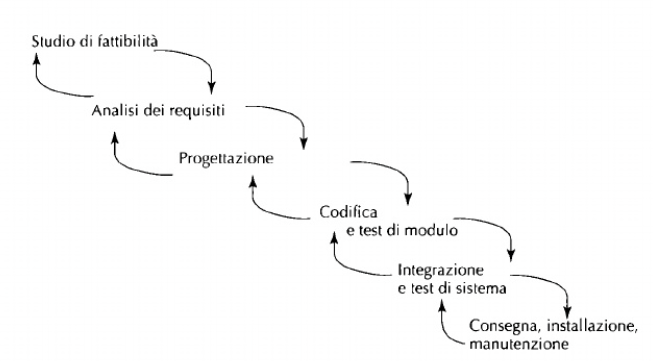 Studio di fattibilità
Analisi dei requisiti
Progettazione
Codifica
e test di modulo
Integrazione
e test di sistema
Consegna, installazione,
manutenzione